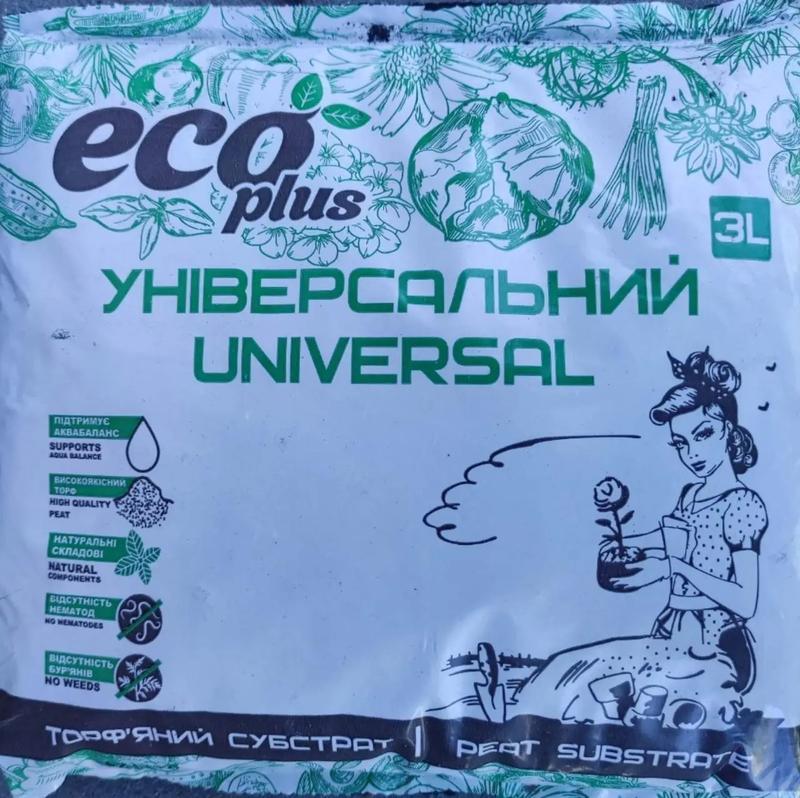 eco
plus
3L
УНІВЕРСАЛЬНИЙ
UNIVERSAL
ПІДТРИМУЄ
АКВАБАЛАНС
SUPPORTS
AQUA BALANCE
ВИСОКОЯКІСНИЙ
ТОРФ
HIGH QUALITY
PEAT
НАТУРАЛЬНІ
СКЛАДОВІ
NATURAL
COMPONENTS
ВІДСУТНІСТЬ
НЕМАТОД
NO NEMATODES
ВІДСУТНІСТЬ
БУР'ЯНІВ
NO WEEDS
ТОРФ'ЯНИЙ СУБСТРАТ | PEAT SUBSTRATE